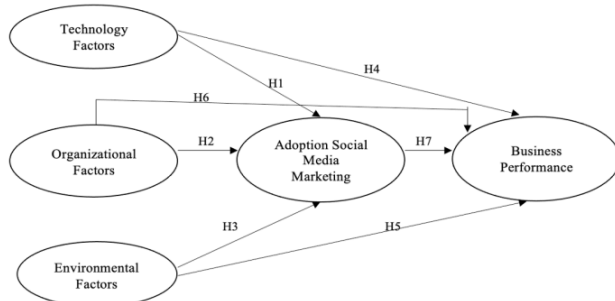 Technology
Factors
H4
H1
H6
Organizational
Factors
H2
Adoption Social
Media
Marketing
H7
Business
Performance
H3
H5
Environmental
Factors